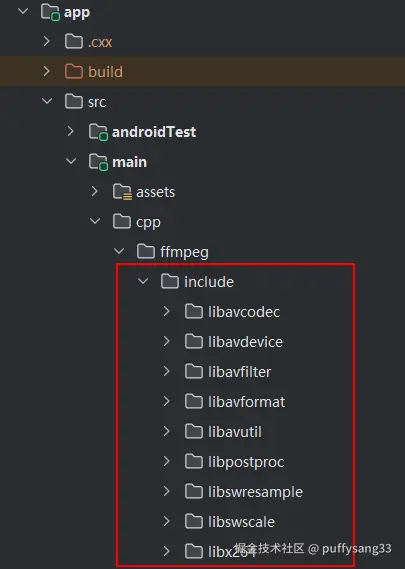 app
.cxx
build
src
androidTest
main
assets
cpp
ffmpeg
include
libavcodec
libavdevice
libavfilter
libavformat
libavutil
libpostproc
libswresample
libswscale
libx264
掘金技术社区 @ puffysang33